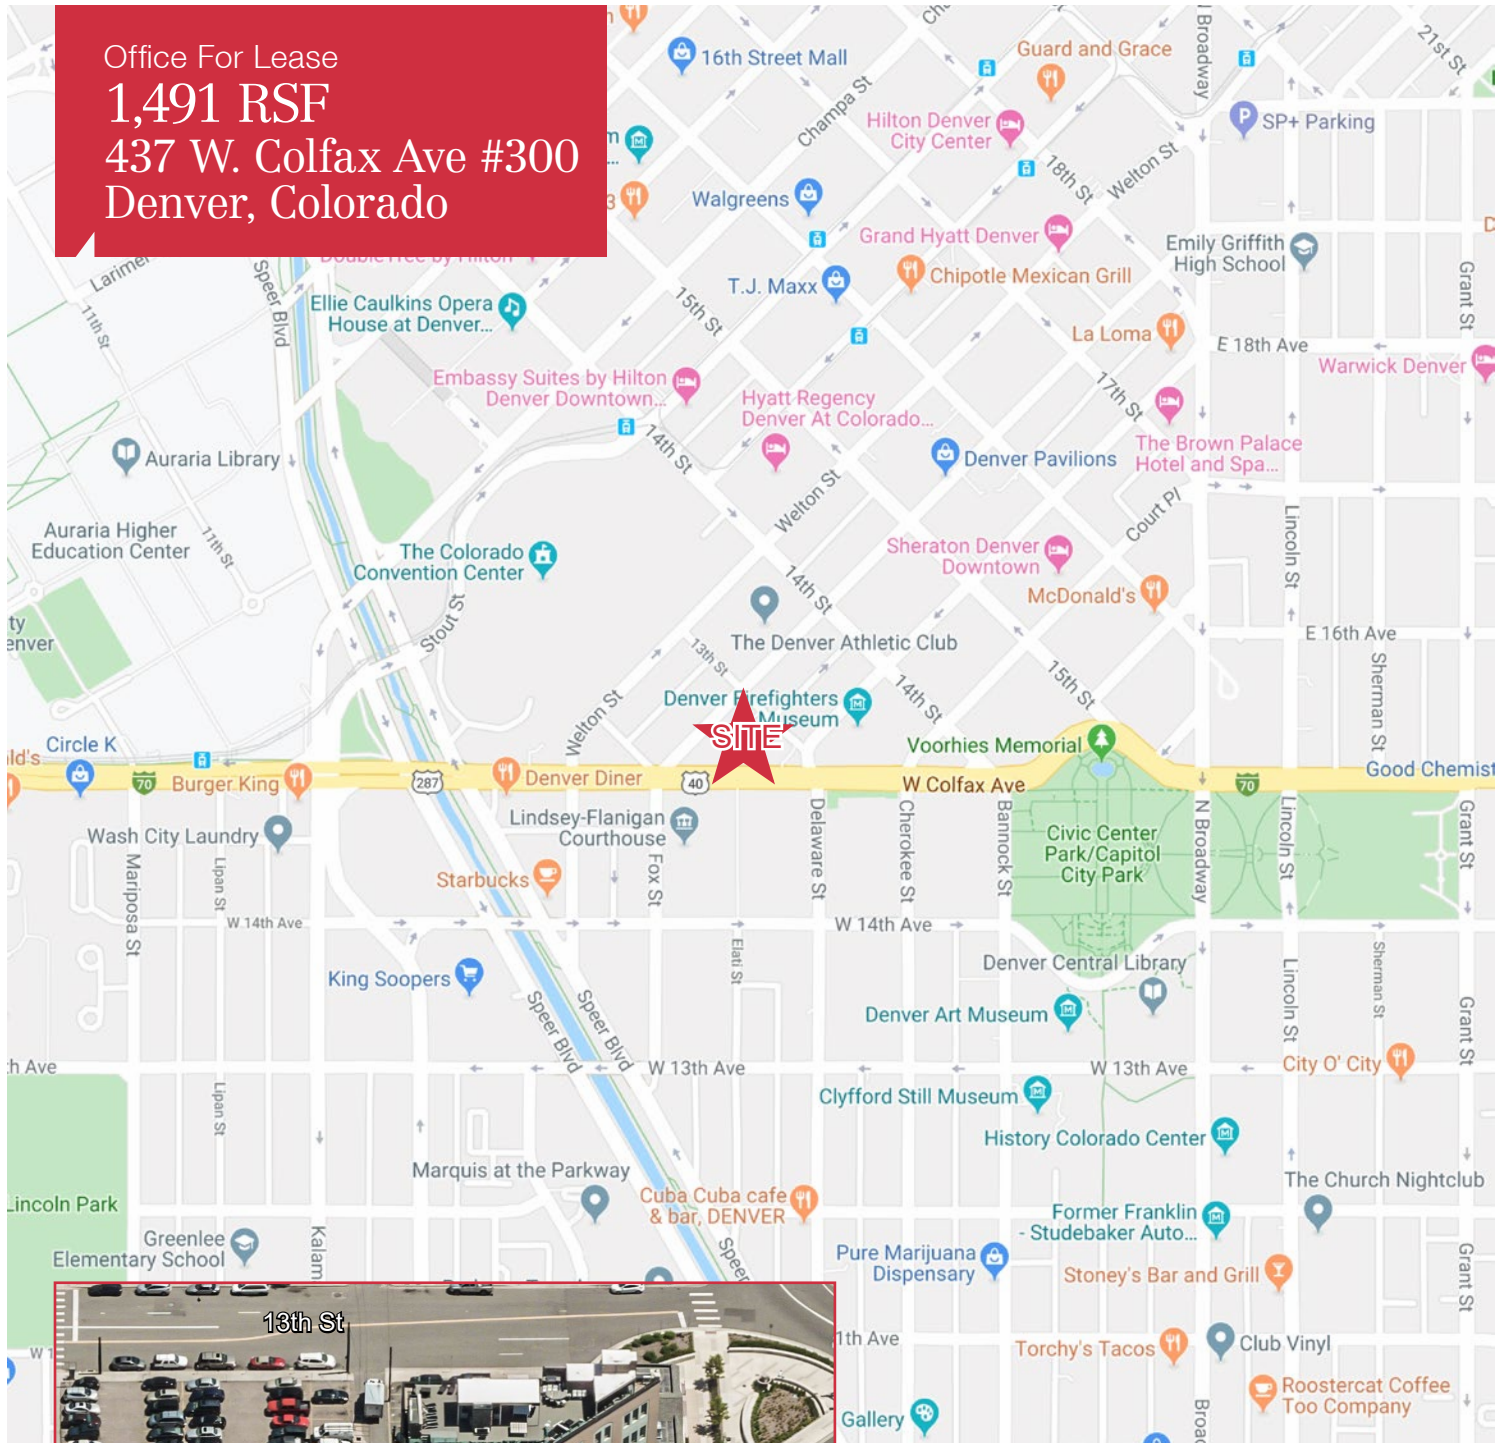 Office For Lease
1,491 RSF
437 W. Colfax Ave #300
Denver, Colorado
16th Street Mall
Guard and Grace
N Broadway
21st St
Champa St
Hilton Denver
City Center
SP+ Parking
18th St
Welton St
Walgreens
Grand Hyatt Denver
Emily Griffith
High School
Larimer
Speer Blvd
DoubleTree by Hilton
11th St
Ellie Caulkins Opera
House at Denver...
T.J. Maxx
Chipotle Mexican Grill
15th St
La Loma
Grant St
E 18th Ave
Warwick Denver
Embassy Suites by Hilton
Denver Downtown...
Hyatt Regency
Denver At Colorado...
17th St
14th St
Auraria Library
Denver Pavilions
The Brown Palace
Hotel and Spa...
Welton St
Court Pl
Lincoln St
Auraria Higher
Education Center
11th St
The Colorado
Convention Center
Sheraton Denver
Downtown
14th St
McDonald's
Stout St
The Denver Athletic Club
E 16th Ave
13th St
15th St
Sherman St
Denver Firefighters
Museum
14th St
Welton St
SITE
Circle K
Voorhies Memorial
70
Burger King
287
Denver Diner
40
W Colfax Ave
70
Good Chemist
Wash City Laundry
Lindsey-Flanigan
Courthouse
Delaware St
Cherokee St
Bannock St
Civic Center
Park/Capitol
City Park
N Broadway
Lincoln St
Grant St
Mariposa St
Lipan St
Starbucks
Fox St
W 14th Ave
W 14th Ave
King Soopers
Speer Blvd
Speer Blvd
Elati St
Denver Central Library
Lincoln St
Sherman St
Denver Art Museum
Grant St
th Ave
W 13th Ave
W 13th Ave
City O' City
Lipan St
Clyfford Still Museum
History Colorado Center
Marquis at the Parkway
The Church Nightclub
Lincoln Park
Cuba Cuba cafe
& bar, DENVER
Former Franklin
- Studebaker Auto...
Greenlee
Elementary School
Kalam
Speer
Pure Marijuana
Dispensary
Stoney's Bar and Grill
Grant St
13th St
1th Ave
Torchy's Tacos
Club Vinyl
Roostercat Coffee
Too Company
Gallery
Broad